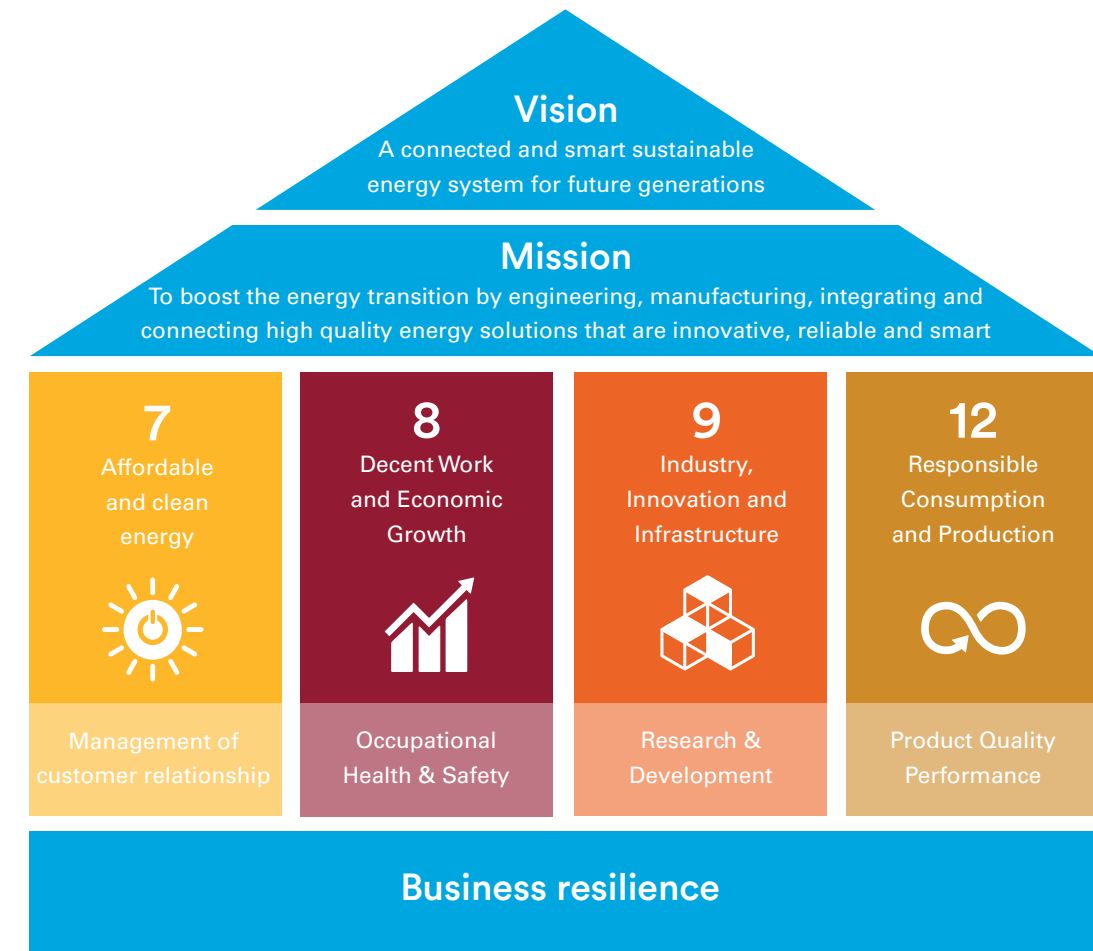 Vision
A connected and smart sustainable
energy system for future generations
Mission
To boost the energy transition by engineering, manufacturing, integrating and
connecting high quality energy solutions that are innovative, reliable and smart
7
Affordable
and clean
energy
Management of
customer relationship
8
Decent Work
and Economic
Growth
Occupational
Health & Safety
9
Industry,
Innovation and
Infrastructure
Research &
Development
12
Responsible
Consumption
and Production
Product Quality
Performance
Business resilience